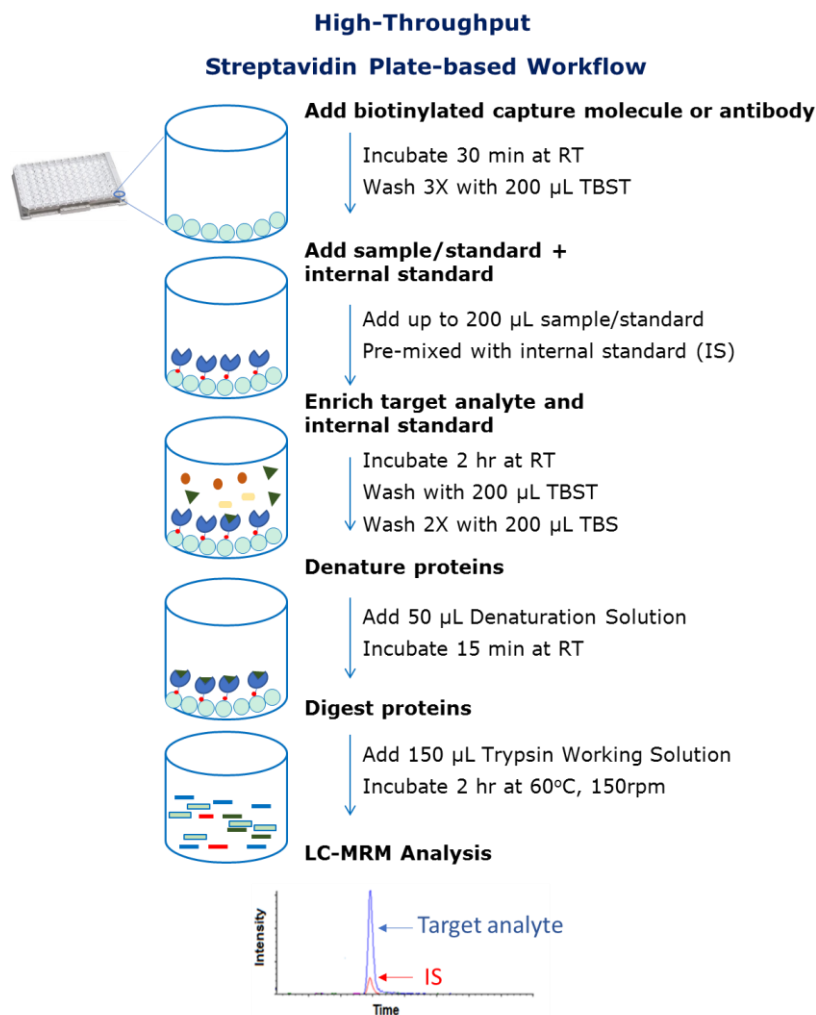 High-Throughput
Streptavidin Plate-based Workflow
Add biotinylated capture molecule or antibody
Incubate 30 min at RT
Wash 3X with 200 µL TBST
Add sample/standard +
internal standard
Add up to 200 µL sample/standard
Pre-mixed with internal standard (IS)
Enrich target analyte and
internal standard
Incubate 2 hr at RT
Wash with 200 µL TBST
Wash 2X with 200 µL TBS
Denature proteins
Add 50 µL Denaturation Solution
Incubate 15 min at RT
Digest proteins
Add 150 µL Trypsin Working Solution
Incubate 2 hr at 60°C, 150rpm
LC-MRM Analysis
Intensity
Target analyte
IS
Time